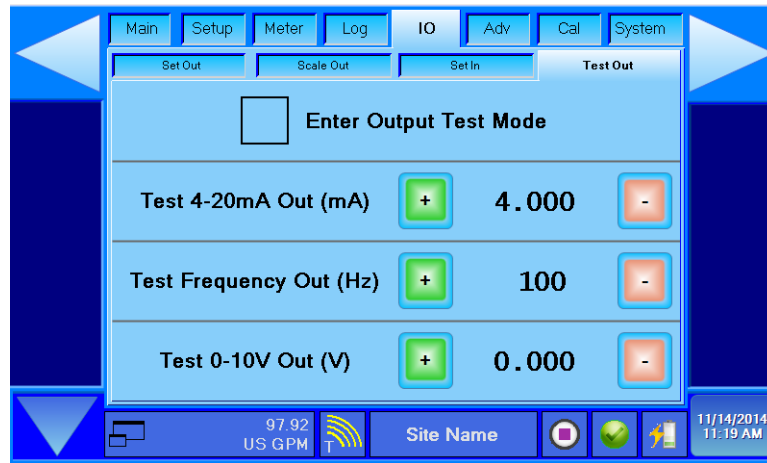 Main Setup Meter Log IO Adv Cal System
Set Out Scale Out Set In Test Out
Enter Output Test Mode
Test 4-20mA Out (mA) + 4.000 -
Test Frequency Out (Hz) + 100 -
Test 0-10V Out (V) + 0.000 -
97.92
US GPM
T
Site Name
11/14/2014
11:19 AM